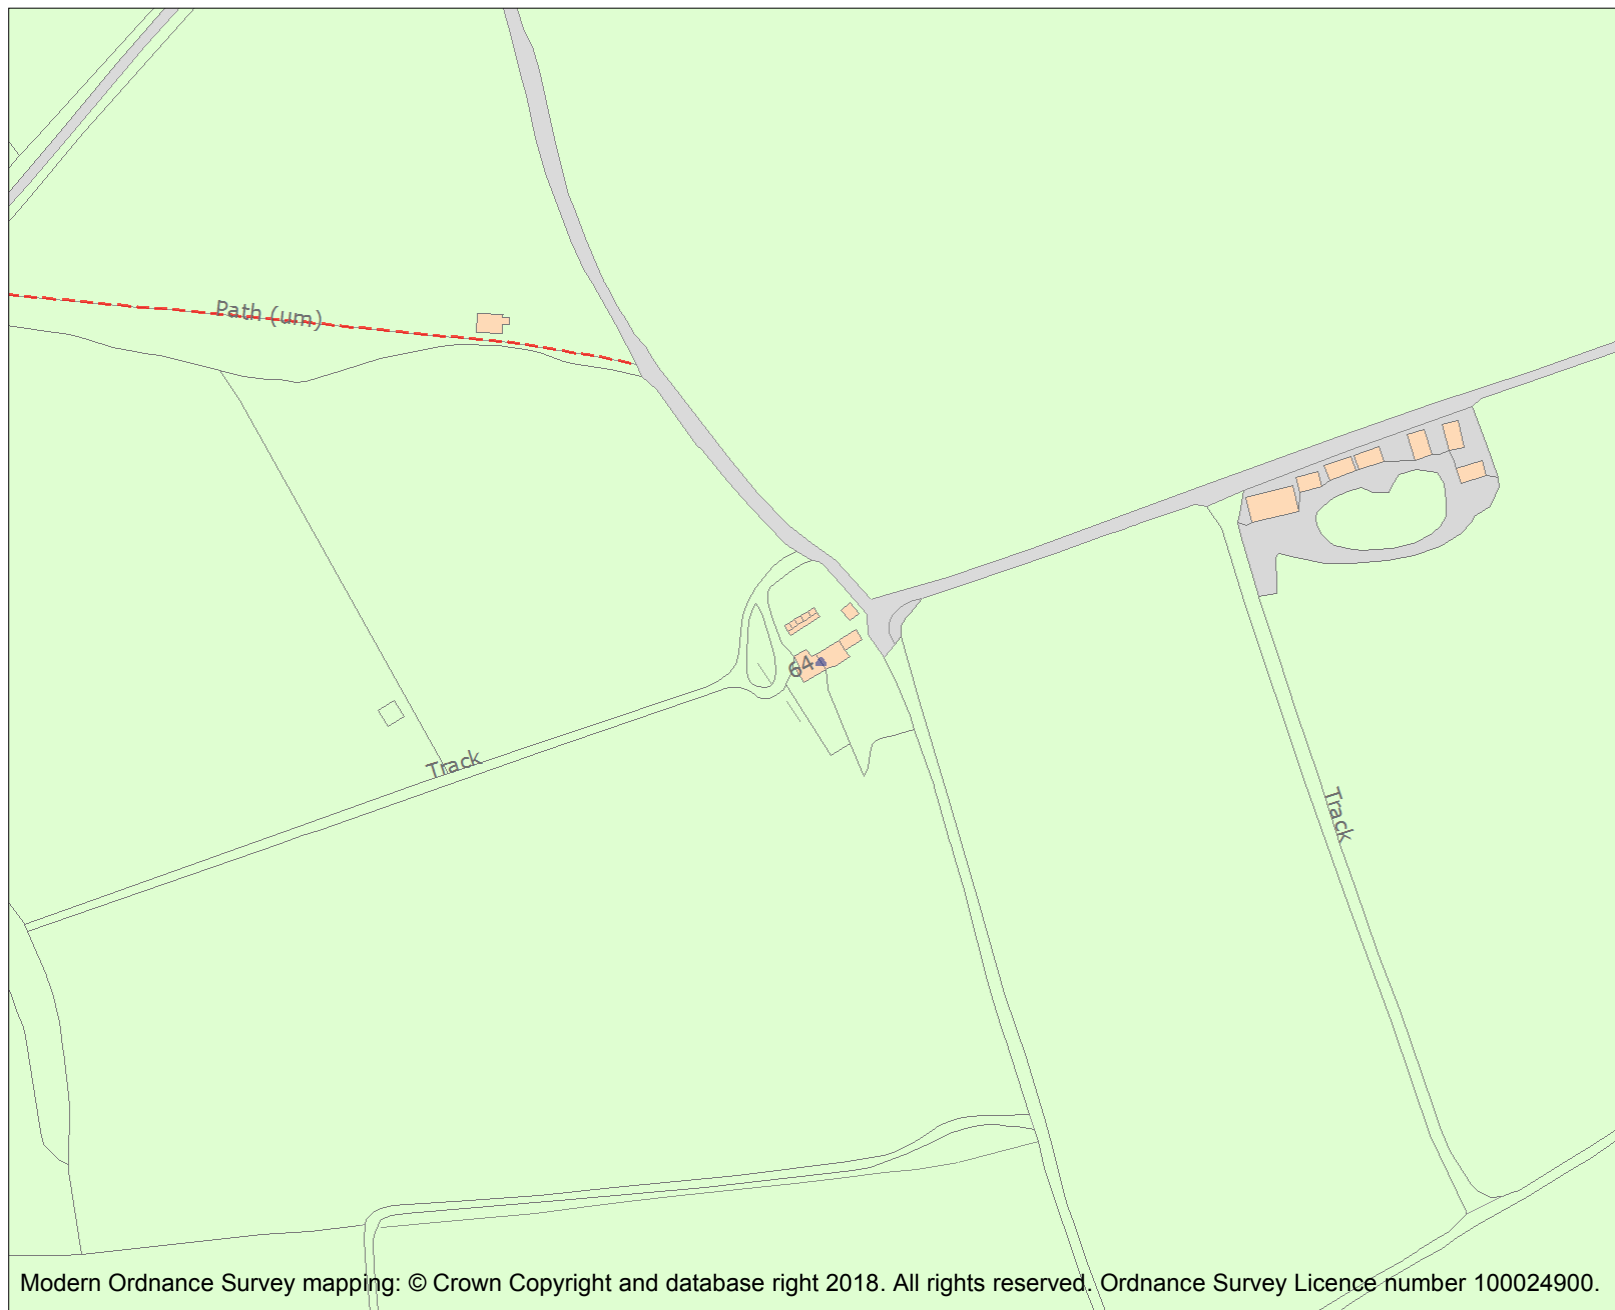 Path (um)
64
Track
Track
Modern Ordnance Survey mapping: © Crown Copyright and database right 2018. All rights reserved. Ordnance Survey Licence number 100024900.